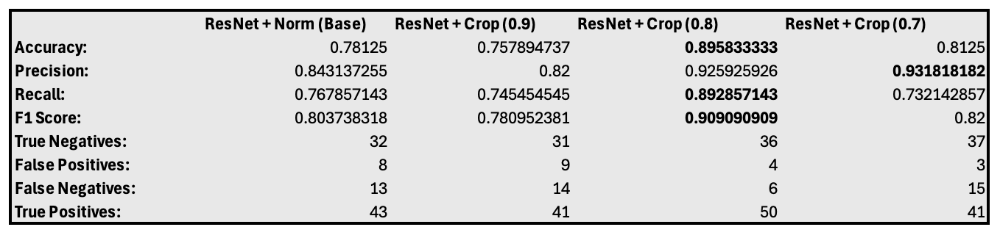 ResNet + Norm (Base) ResNet + Crop (0.9) ResNet + Crop (0.8) ResNet + Crop (0.7)
Accuracy: 0.78125 0.757894737 0.895833333 0.8125
Precision: 0.843137255 0.82 0.925925926 0.931818182
Recall: 0.767857143 0.745454545 0.892857143 0.732142857
F1 Score: 0.803738318 0.780952381 0.909090909 0.82
True Negatives: 32 31 36 37
False Positives: 8 9 4 3
False Negatives: 13 14 6 15
True Positives: 43 41 50 41